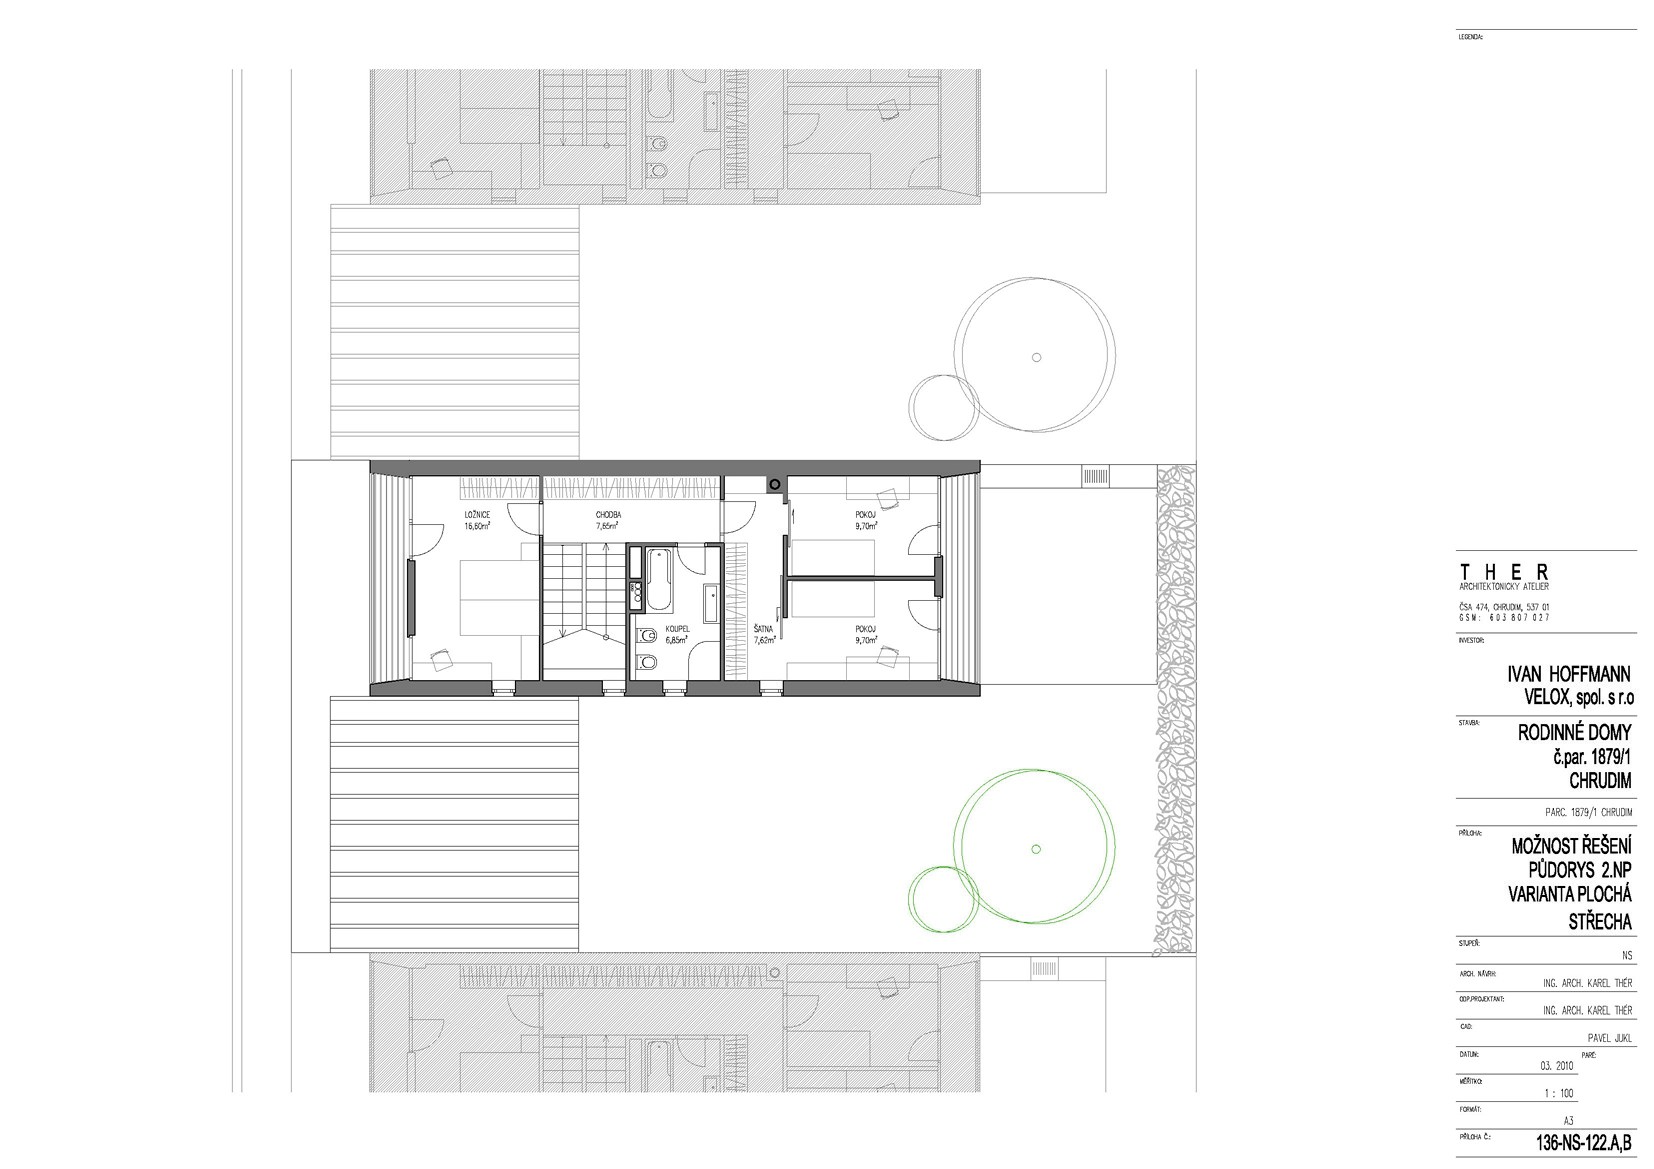 LEGENDA:
LOŽNICE
16,60m²
CHODBA
7,65m²
POKOJ
9,70m²
KOUPEL
6,85m²
ŠATNA
7,62m²
POKOJ
9,70m²
THER
ARCHITEKTONICKÝ ATELIER
ČSA 474, CHRUDIM, 537 01
GSM: 603 807 027
INVESTOR:
IVAN HOFFMANN
VELOX, spol. s r.o
STAVBA:
RODINNÉ DOMY
č.par. 1879/1
CHRUDIM
PARC. 1879/1 CHRUDIM
PŘÍLOHA:
MOŽNOST ŘEŠENÍ
PŮDORYS 2.NP
VARIANTA PLOCHÁ
STŘECHA
STUPEŇ:
NS
ARCH. NÁVRH:
ING. ARCH. KAREL THÉR
ODP.PROJEKTANT:
ING. ARCH. KAREL THÉR
CAD:
PAVEL JUKL
DATUM:
PARÉ:
03. 2010
MĚŘÍTKO:
1 : 100
FORMÁT:
A3
PŘÍLOHA Č.:
136-NS-122.A,B